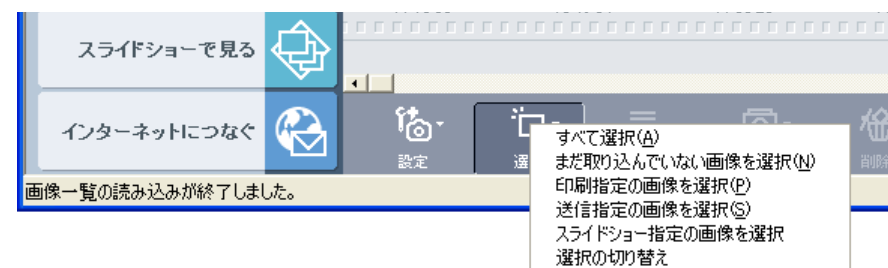 スライドショーで見る
インターネットにつなぐ
設定
選
削除
画像一覧の読み込みが終了しました。
すべて選択(A)
まだ取り込んでいない画像を選択(N)
印刷指定の画像を選択(P)
送信指定の画像を選択(S)
スライドショー指定の画像を選択
選択の切り替え